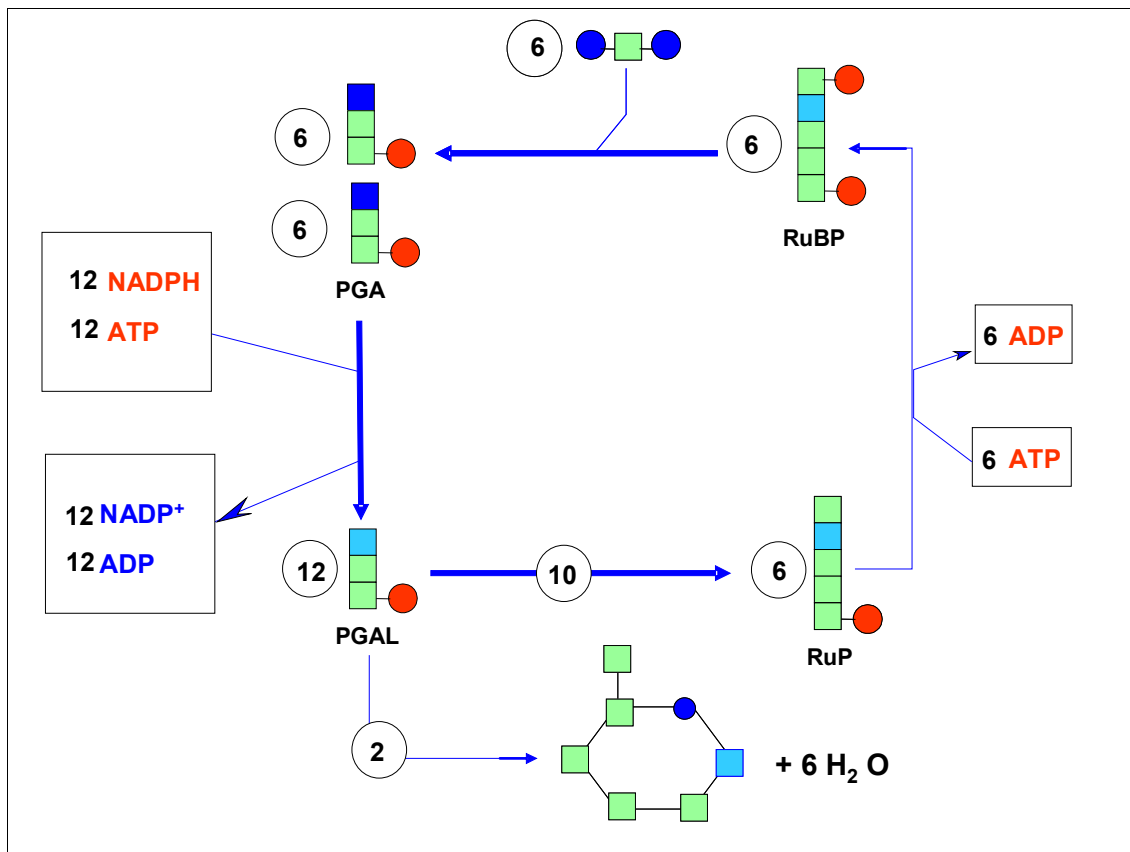 6
6
6
RuBP
6
PGA
12 NADPH
12 ATP
6 ADP
6 ATP
12 NADP+
12 ADP
12
10
6
PGAL
RuP
2
+ 6 H2 O